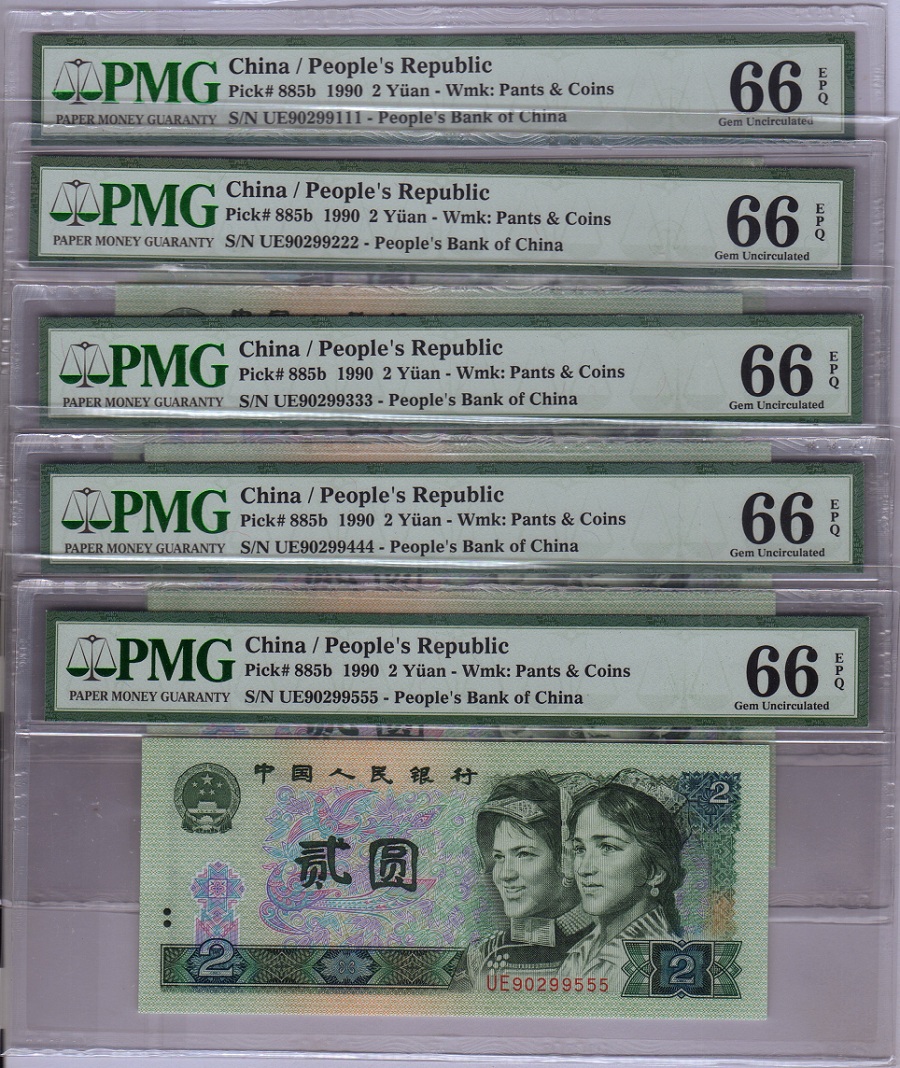 PMG
PAPER MONEY GUARANTY
China / People's Republic
Pick# 885b 1990 2 Yüan - Wmk: Pants & Coins
S/N UE90299111 - People's Bank of China
66 EPQ
Gem Uncirculated
PMG
PAPER MONEY GUARANTY
China / People's Republic
Pick# 885b 1990 2 Yüan - Wmk: Pants & Coins
S/N UE90299222 - People's Bank of China
66 EPQ
Gem Uncirculated
PMG
PAPER MONEY GUARANTY
China / People's Republic
Pick# 885b 1990 2 Yüan - Wmk: Pants & Coins
S/N UE90299333 - People's Bank of China
66 EPQ
Gem Uncirculated
PMG
PAPER MONEY GUARANTY
China / People's Republic
Pick# 885b 1990 2 Yüan - Wmk: Pants & Coins
S/N UE90299444 - People's Bank of China
66 EPQ
Gem Uncirculated
PMG
PAPER MONEY GUARANTY
China / People's Republic
Pick# 885b 1990 2 Yüan - Wmk: Pants & Coins
S/N UE90299555 - People's Bank of China
66 EPQ
Gem Uncirculated
中国人民银行
2
贰圆
2
UE90299555
2